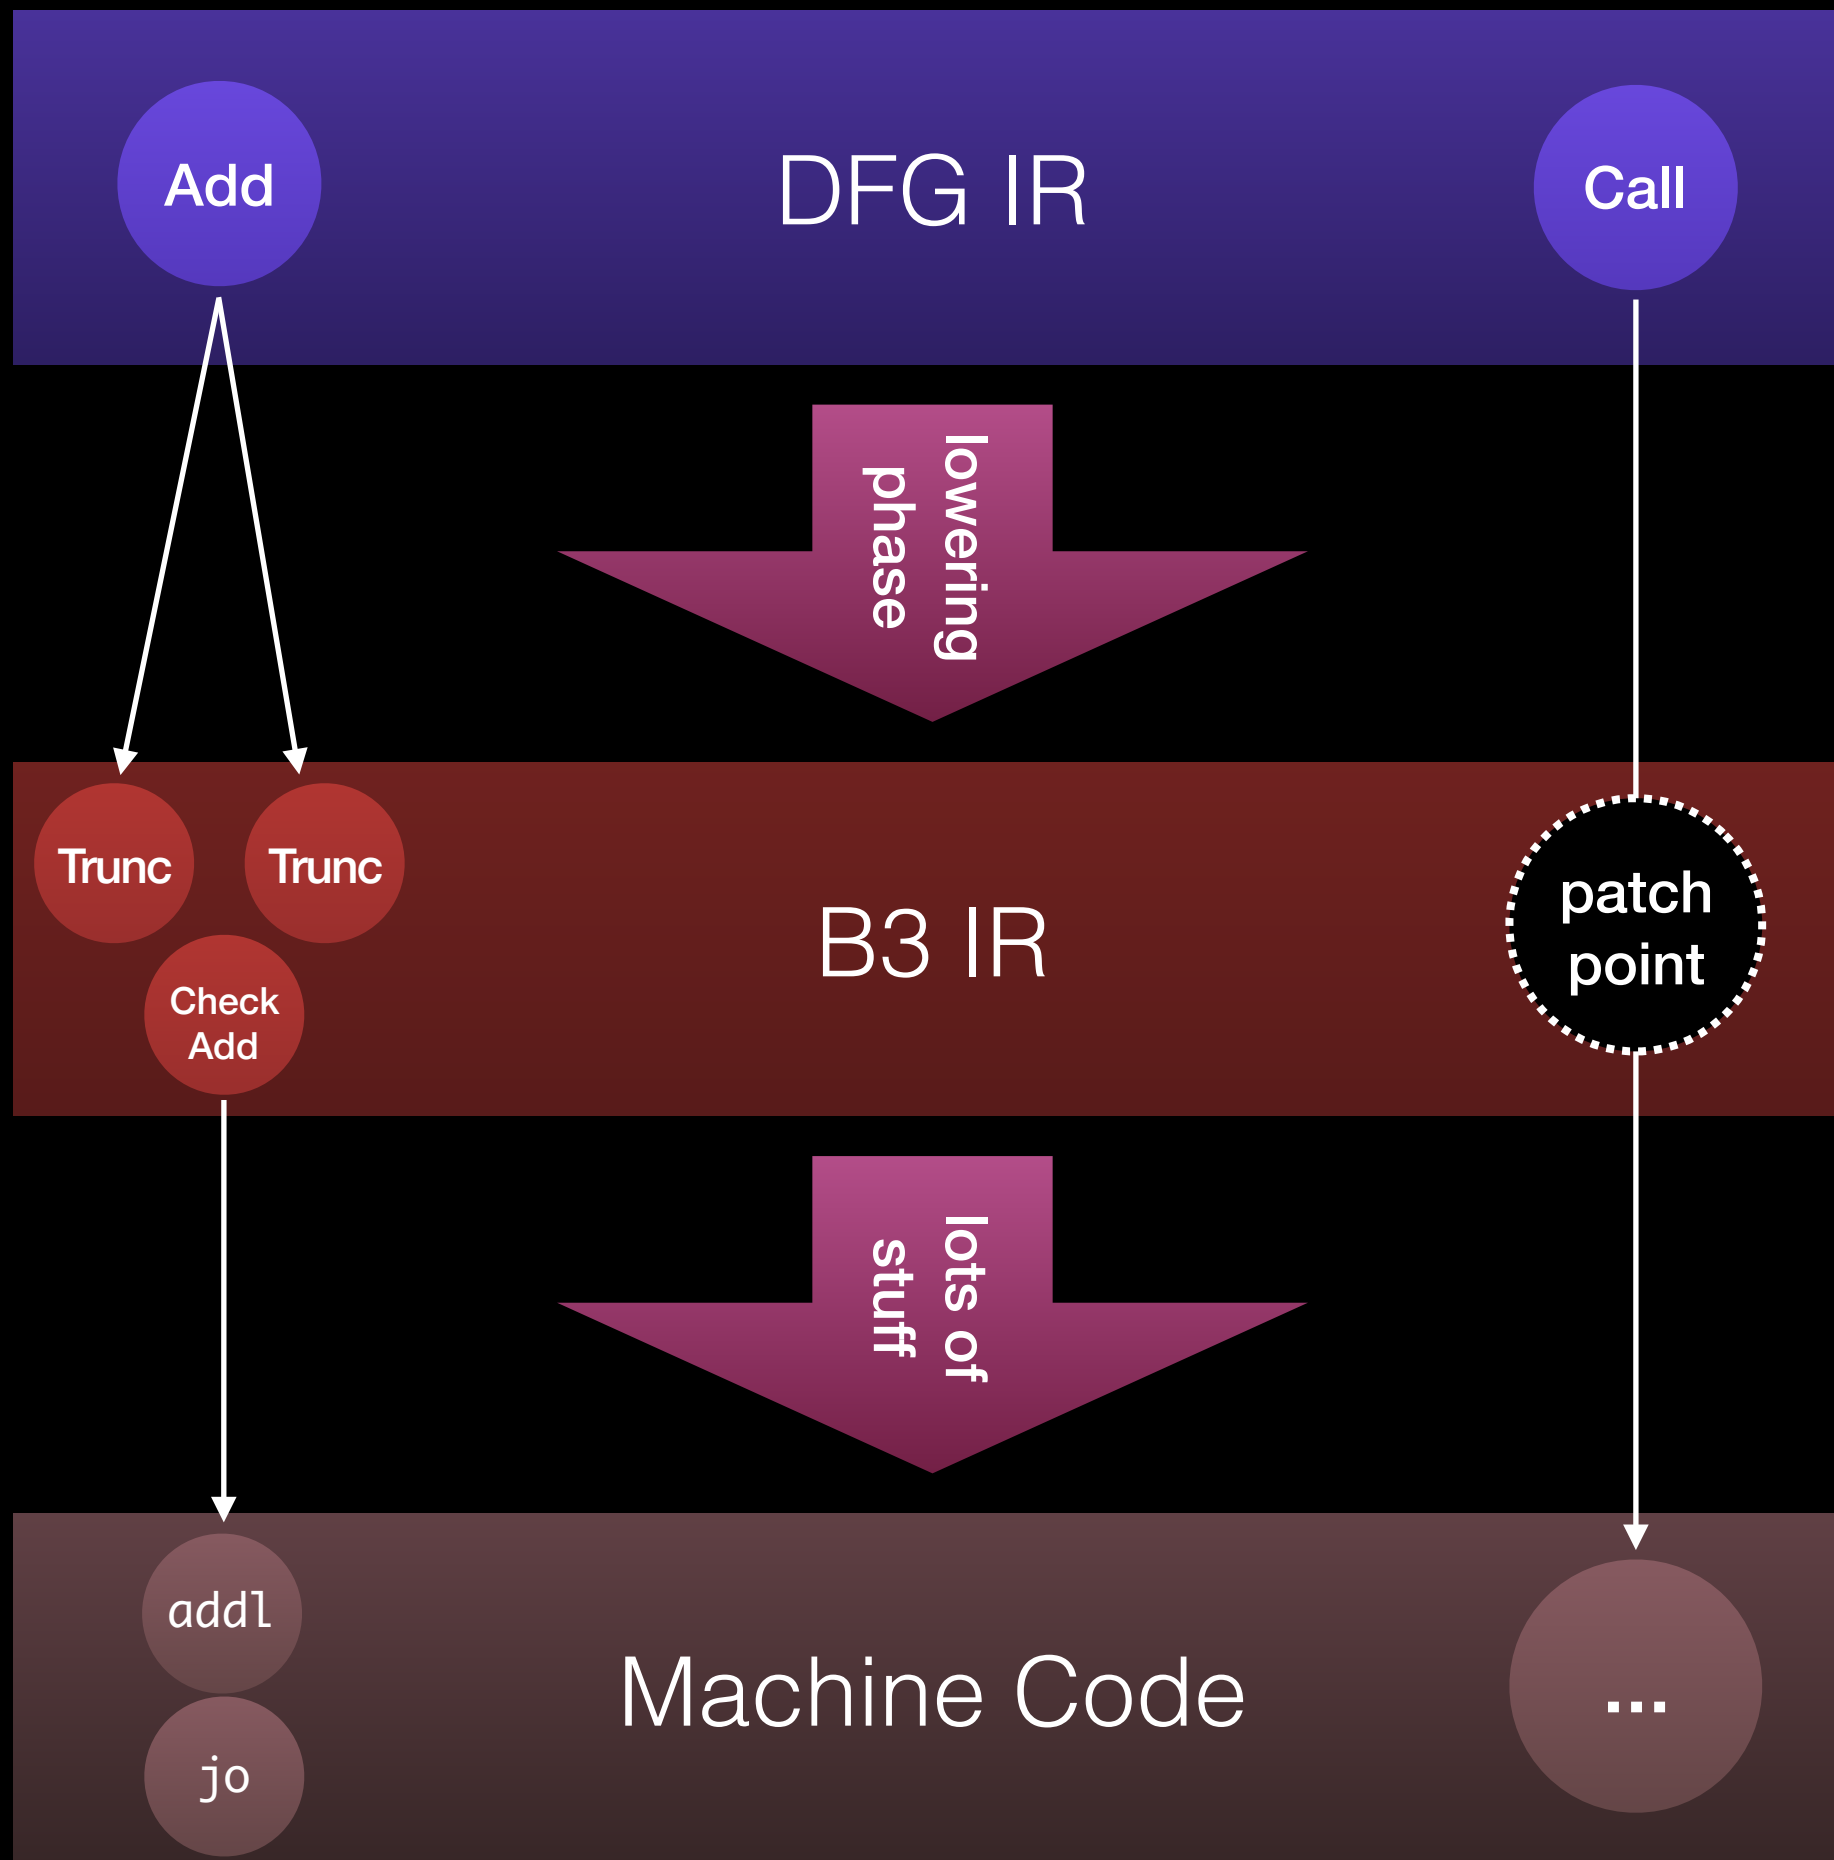 Add
DFG IR
Call
lowering
phase
Trunc
Trunc
Check
Add
B3 IR
patch
point
lots of
stuff
addl
jo
Machine Code
...